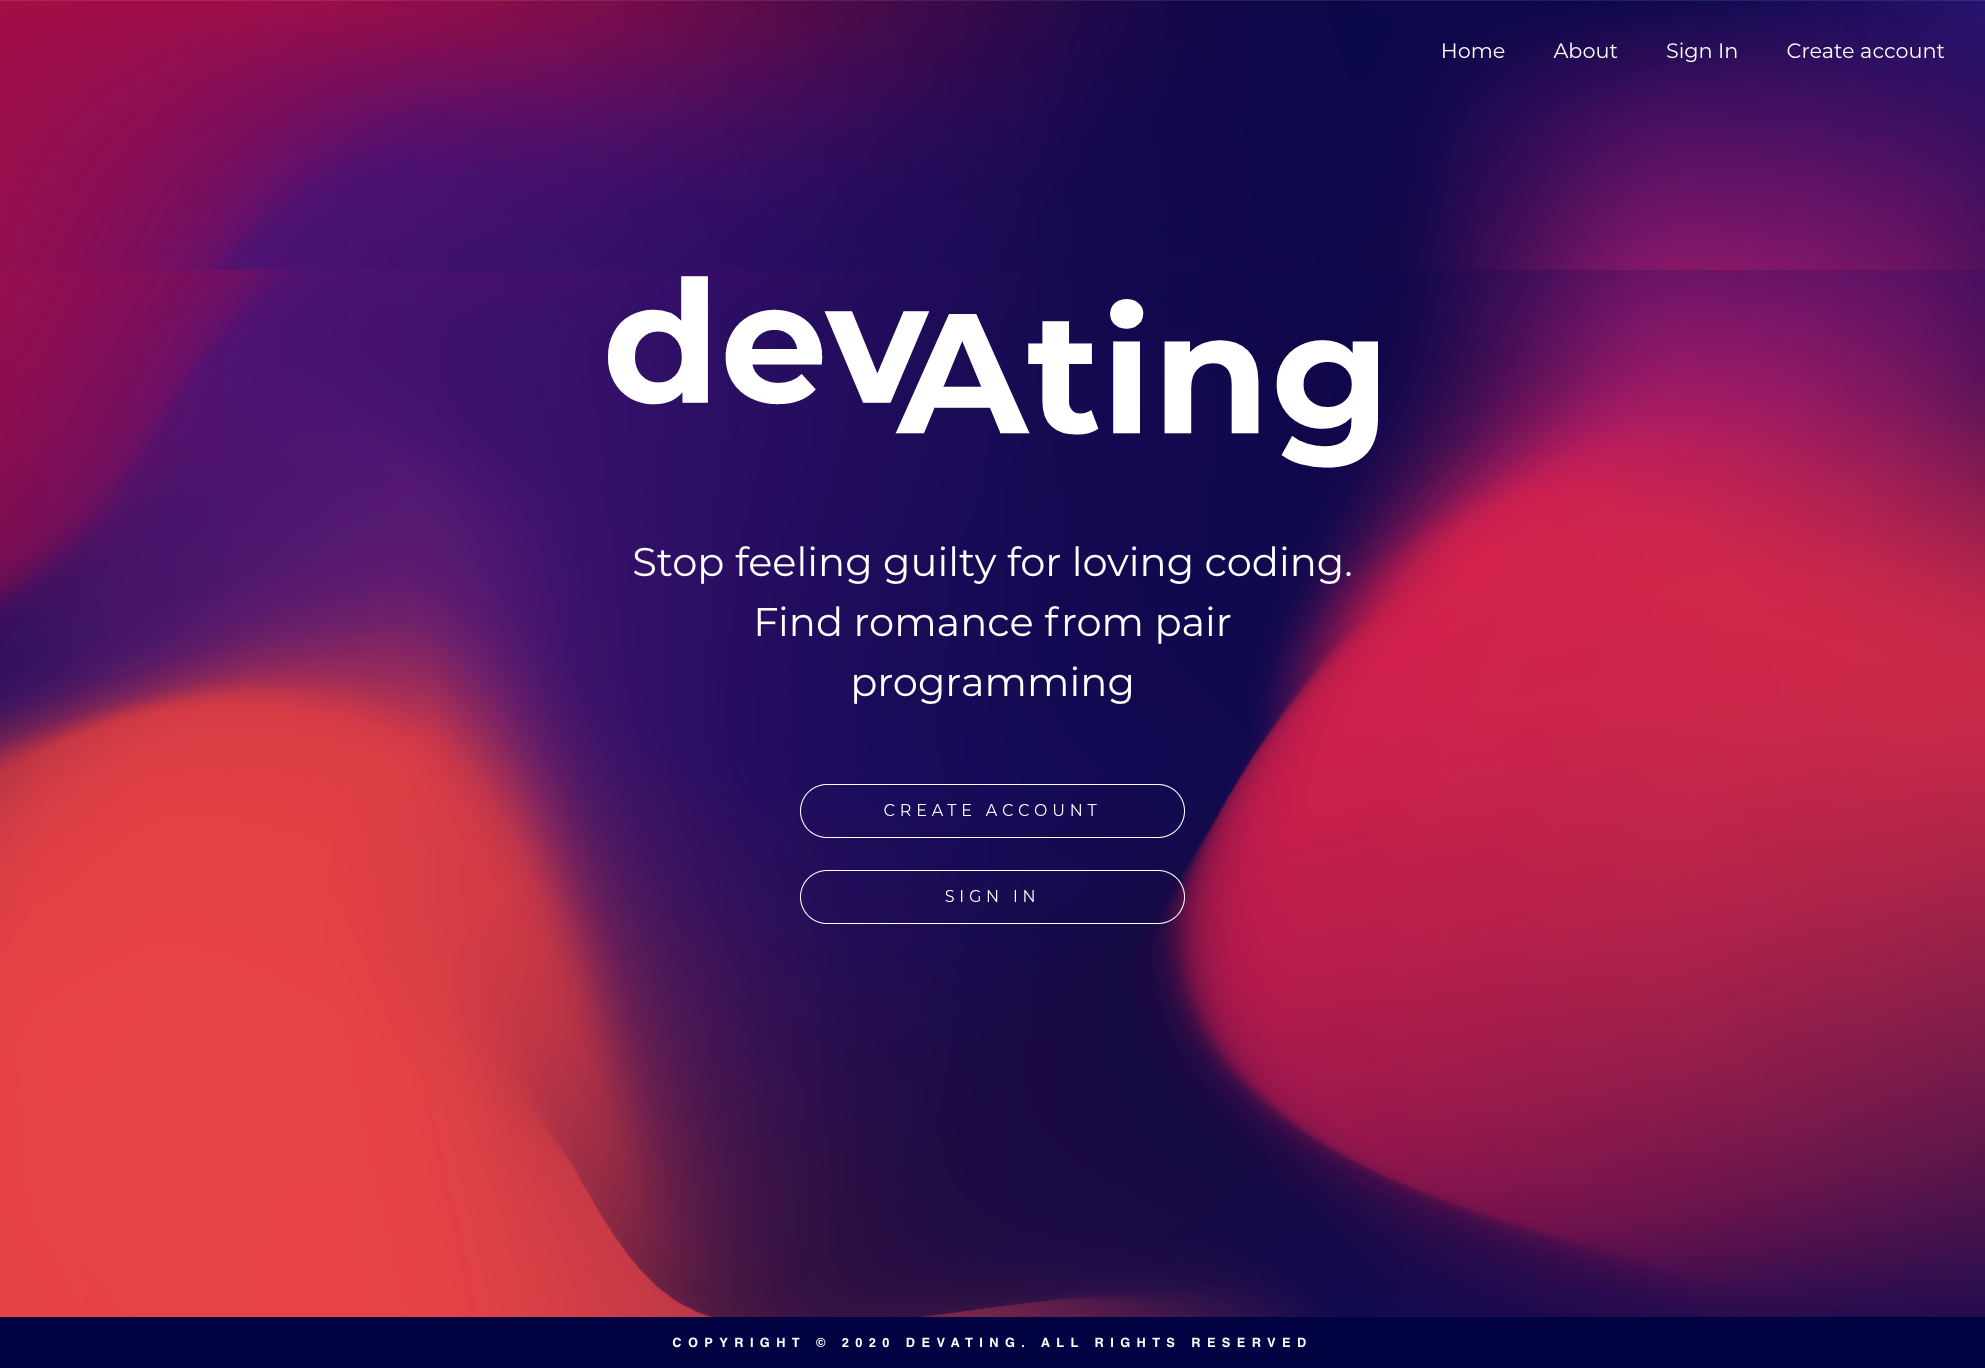 Home About Sign In Create account
devAting
Stop feeling guilty for loving coding.
Find romance from pair
programming
CREATE ACCOUNT
SIGN IN
COPYRIGHT © 2020 DEVATING. ALL RIGHTS RESERVED